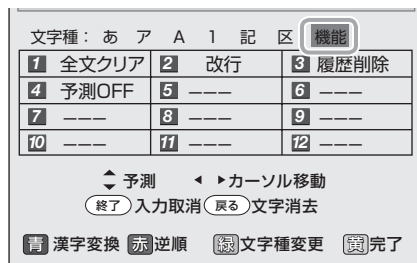 文字種： あ ア A 1 記 区 機能
1 全文クリア 2 改行 3 履歴削除
4 予測OFF 5 −−− 6 −−−
7 −−− 8 −−− 9 −−−
10 −−− 11 −−− 12 −−−
予測 カーソル移動
終了 入力取消 戻る 文字消去
青 漢字変換 赤 逆順 緑 文字種変更 黄 完了